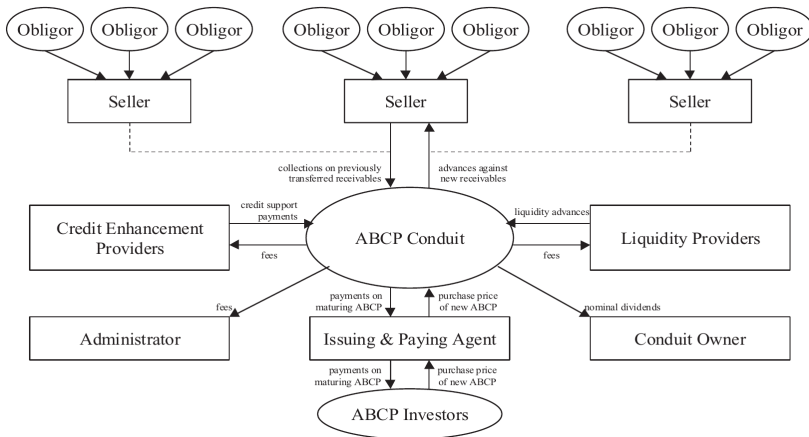 Obligor Obligor Obligor Obligor Obligor Obligor Obligor Obligor Obligor
Seller Seller Seller
collections on previously
transferred receivables
advances against
new receivables
credit support
payments
liquidity advances
Credit Enhancement
Providers
ABCP Conduit
Liquidity Providers
fees
fees
fees
payments on
maturing ABCP
purchase price
of new ABCP
nominal dividends
Administrator
Issuing & Paying Agent
Conduit Owner
payments on
maturing ABCP
purchase price
of new ABCP
ABCP Investors